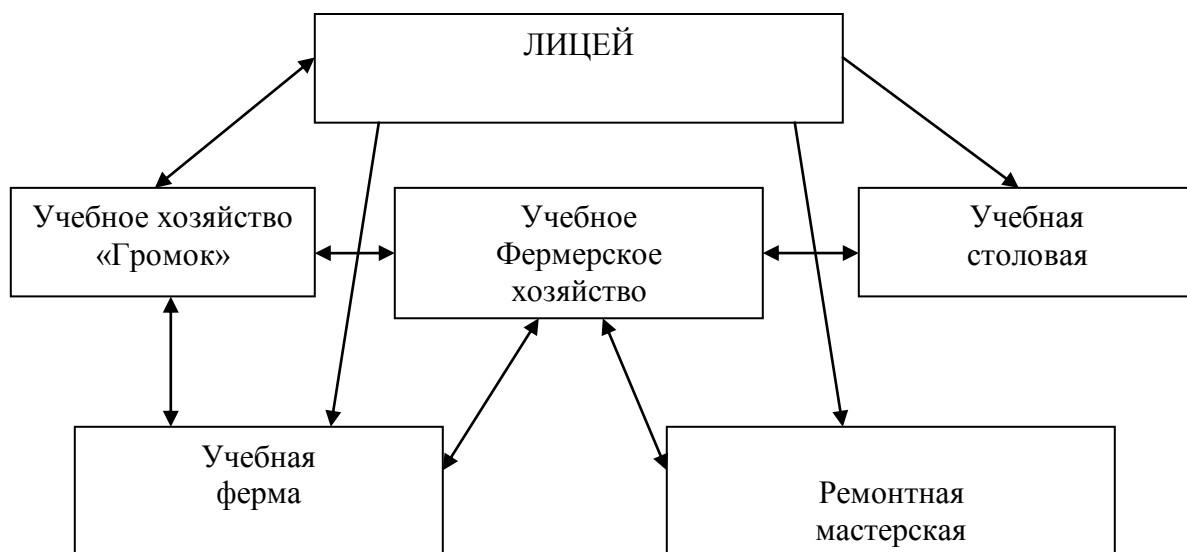 ЛИЦЕЙ
Учебное хозяйство
«Громок»
Учебное
Фермерское
хозяйство
Учебная
столовая
Учебная
ферма
Ремонтная
мастерская